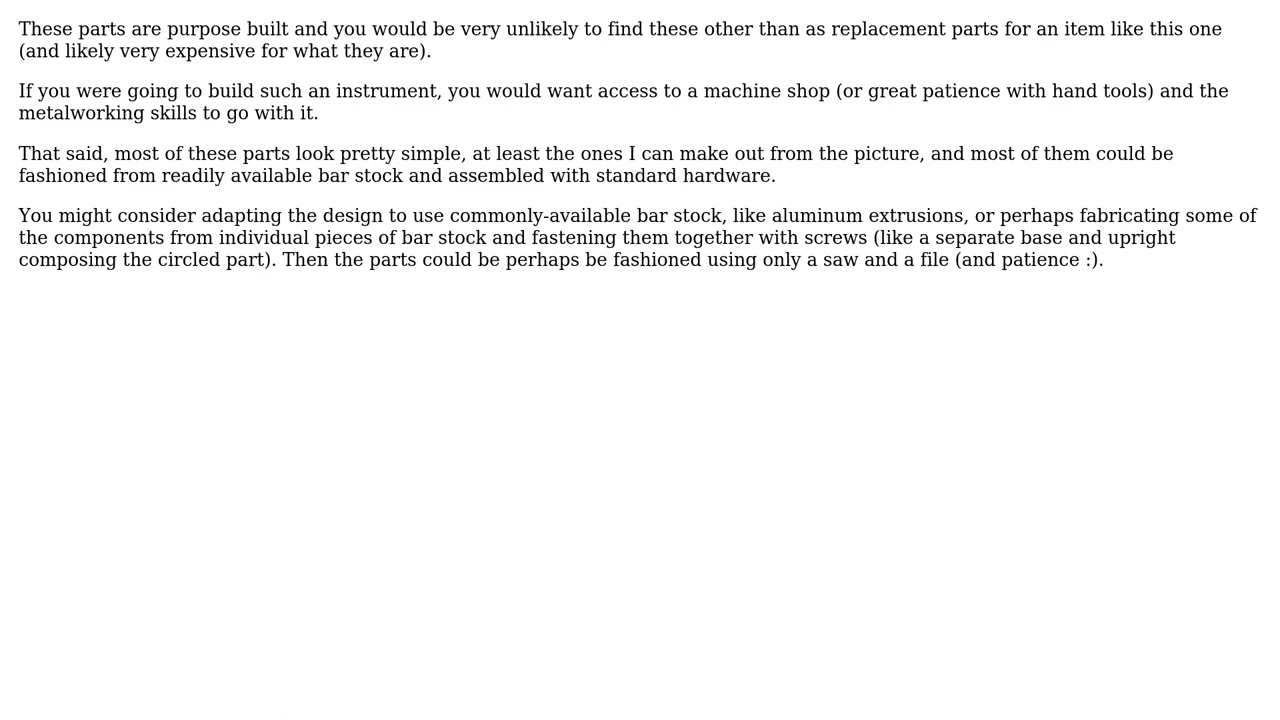 These parts are purpose built and you would be very unlikely to find these other than as replacement parts for an item like this one
(and likely very expensive for what they are).
If you were going to build such an instrument, you would want access to a machine shop (or great patience with hand tools) and the
metalworking skills to go with it.
That said, most of these parts look pretty simple, at least the ones I can make out from the picture, and most of them could be
fashioned from readily available bar stock and assembled with standard hardware.
You might consider adapting the design to use commonly-available bar stock, like aluminum extrusions, or perhaps fabricating some of
the components from individual pieces of bar stock and fastening them together with screws (like a separate base and upright
composing the circled part). Then the parts could be perhaps be fashioned using only a saw and a file (and patience :).